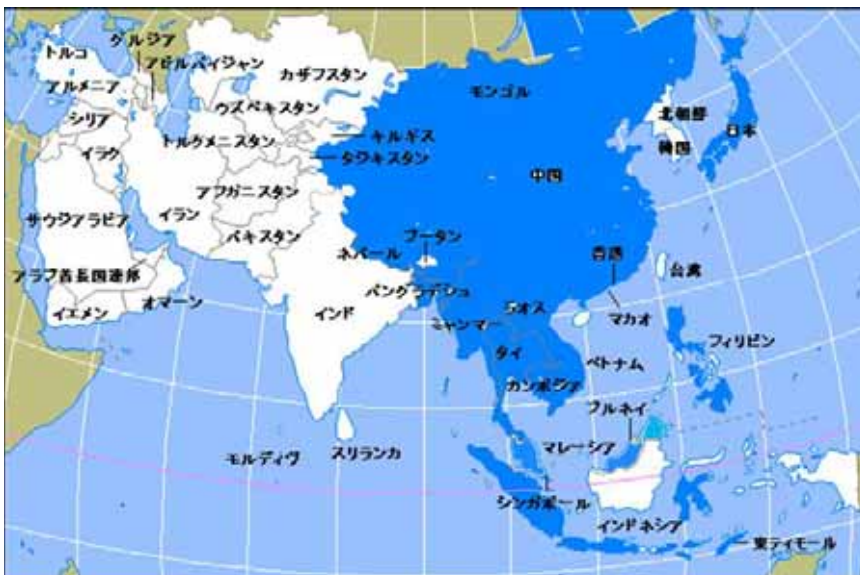 グルジア
トルコ
アゼルバイジャン
カザフスタン
アルメニア
モンゴル
ウズベキスタン
シリア
北朝鮮
日本
キルギス
トルクメニスタン
韓国
イラク
タジキスタン
中国
アフガニスタン
イラン
サウジアラビア
パキスタン
ブータン
ネパール
香港
台湾
アラブ首長国連邦
バングラデシュ
オマーン
ラオス
イエメン
インド
マカオ
ミャンマー
フィリピン
タイ
ベトナム
カンボジア
ブルネイ
マレーシア
モルディヴ
スリランカ
シンガポール
インドネシア
東ティモール